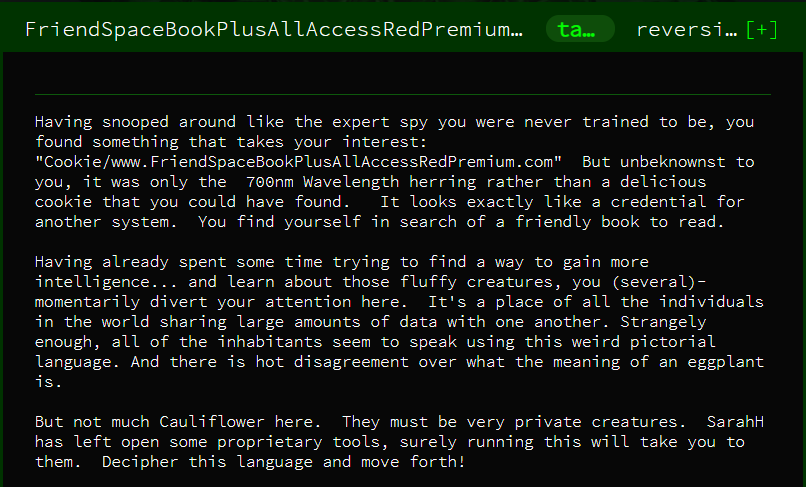 FriendSpaceBookPlusAllAccessRedPremium… ta… reversi… [+]
Having snooped around like the expert spy you were never trained to be, you
found something that takes your interest:
"Cookie/www.FriendSpaceBookPlusAllAccessRedPremium.com" But unbeknownst to
you, it was only the 700nm Wavelength herring rather than a delicious
cookie that you could have found. It looks exactly like a credential for
another system. You find yourself in search of a friendly book to read.
Having already spent some time trying to find a way to gain more
intelligence... and learn about those fluffy creatures, you (several)-
momentarily divert your attention here. It's a place of all the individuals
in the world sharing large amounts of data with one another. Strangely
enough, all of the inhabitants seem to speak using this weird pictorial
language. And there is hot disagreement over what the meaning of an eggplant
is.
But not much Cauliflower here. They must be very private creatures. SarahH
has left open some proprietary tools, surely running this will take you to
them. Decipher this language and move forth!